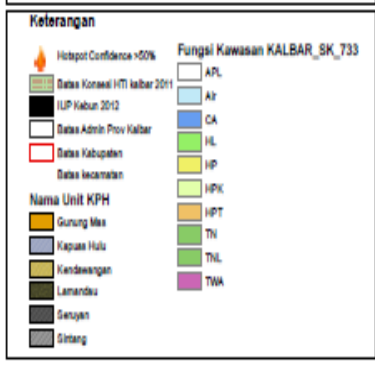 Keterangan
Hotspot Confidence >50%
Batas Konsesi HTI kalbar 2011
IUP Kebun 2012
Batas Admin Prov Kalbar
Batas Kabupaten
Batas kecamatan
Nama Unit KPH
Gunung Mas
Kapuas Hulu
Kendawangan
Lamandau
Seruyan
Sintang
Fungsi Kawasan KALBAR_SK_733
APL
Air
CA
HL
HP
HPK
HPT
TN
TNL
TWA